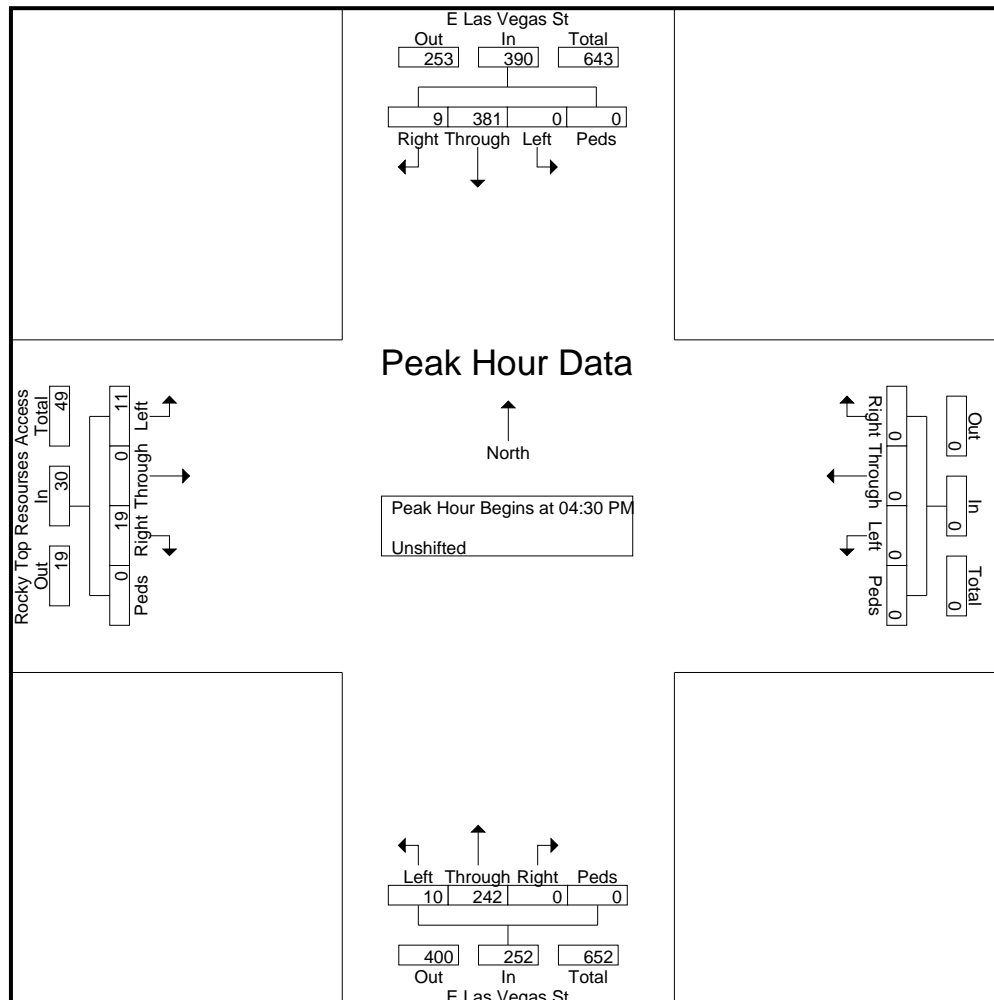 E Las Vegas St
Out In Total
253 390 643
9 381 0 0
Right Through Left Peds
Peak Hour Data
North
Peak Hour Begins at 04:30 PM
Unshifted
Rocky Top Resourses Access
Out In Total
19 30 49
Left Through Right Peds
11 0 19 0
Out In Total
0 0 0
Right Through Left Peds
0 0 0 0
Left Through Right Peds
10 242 0 0
400 252 652
Out In Total
E Las Vegas St